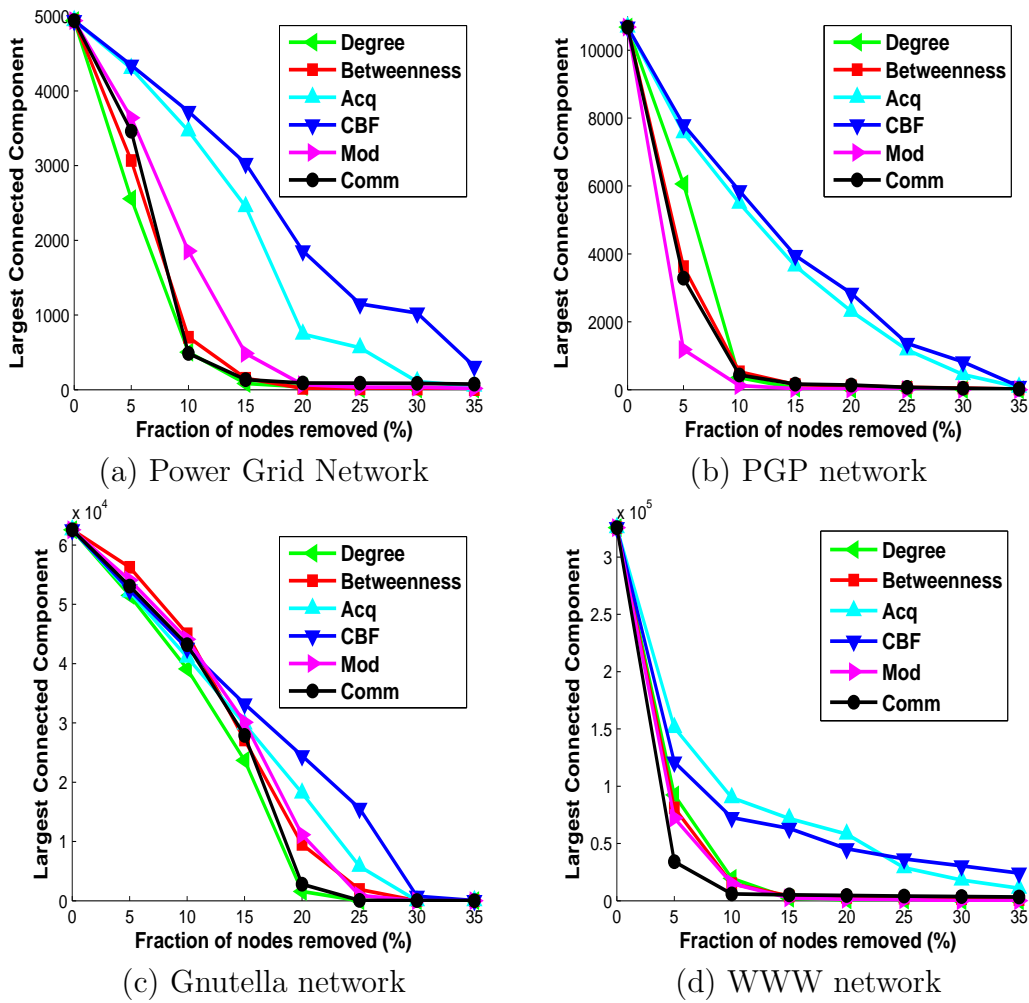 5000
4000
3000
2000
1000
0
Largest Connected Component
Degree
Betweenness
Acq
CBF
Mod
Comm
0 5 10 15 20 25 30 35
Fraction of nodes removed (%)
(a) Power Grid Network
10000
8000
6000
4000
2000
0
Largest Connected Component
Degree
Betweenness
Acq
CBF
Mod
Comm
0 5 10 15 20 25 30 35
Fraction of nodes removed (%)
(b) PGP network
x 10^4
6
5
4
3
2
1
0
Largest Connected Component
Degree
Betweenness
Acq
CBF
Mod
Comm
0 5 10 15 20 25 30 35
Fraction of nodes removed (%)
(c) Gnutella network
x 10^5
3
2.5
2
1.5
1
0.5
0
Largest Connected Component
Degree
Betweenness
Acq
CBF
Mod
Comm
0 5 10 15 20 25 30 35
Fraction of nodes removed (%)
(d) WWW network